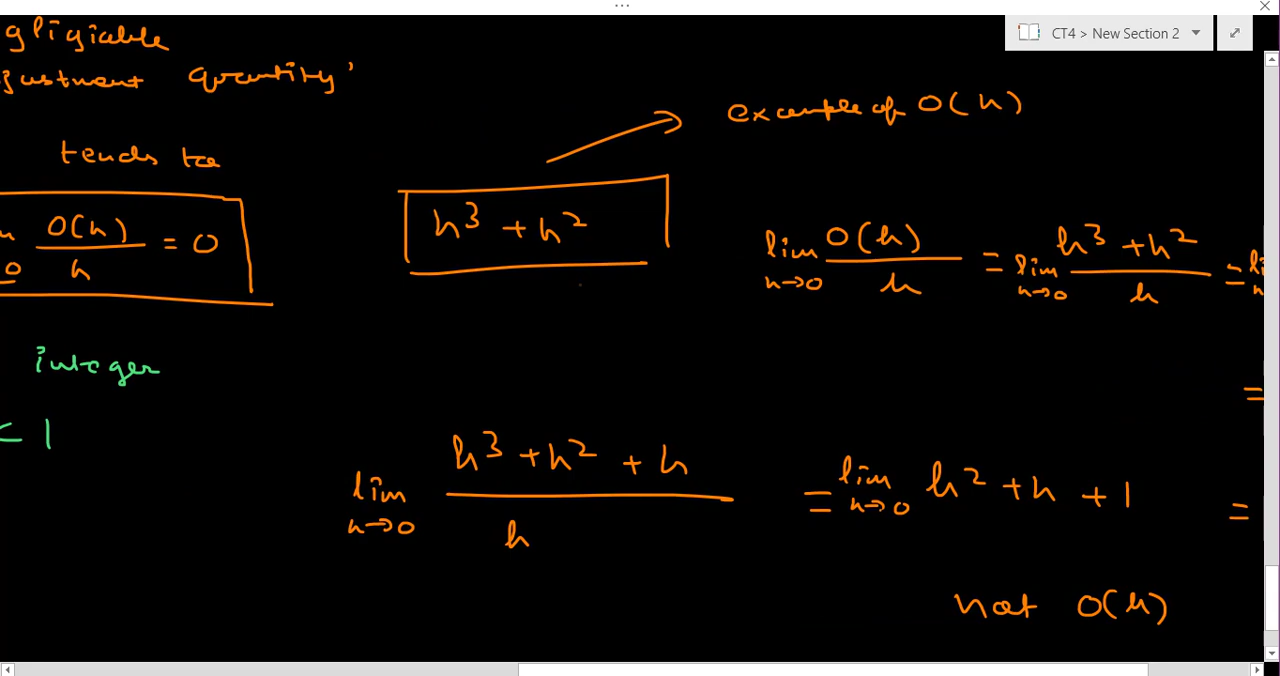 CT4 > New Section 2
gligiable
justment quantity'
example of O(h)
tends to
O(h)/h = 0
h³ + h²
lim h→0 O(h)/h = lim h→0 (h³ + h²)/h =
integer
< 1
lim h→0 (h³ + h² + h)/h = lim h→0 h² + h + 1 =
not O(h)